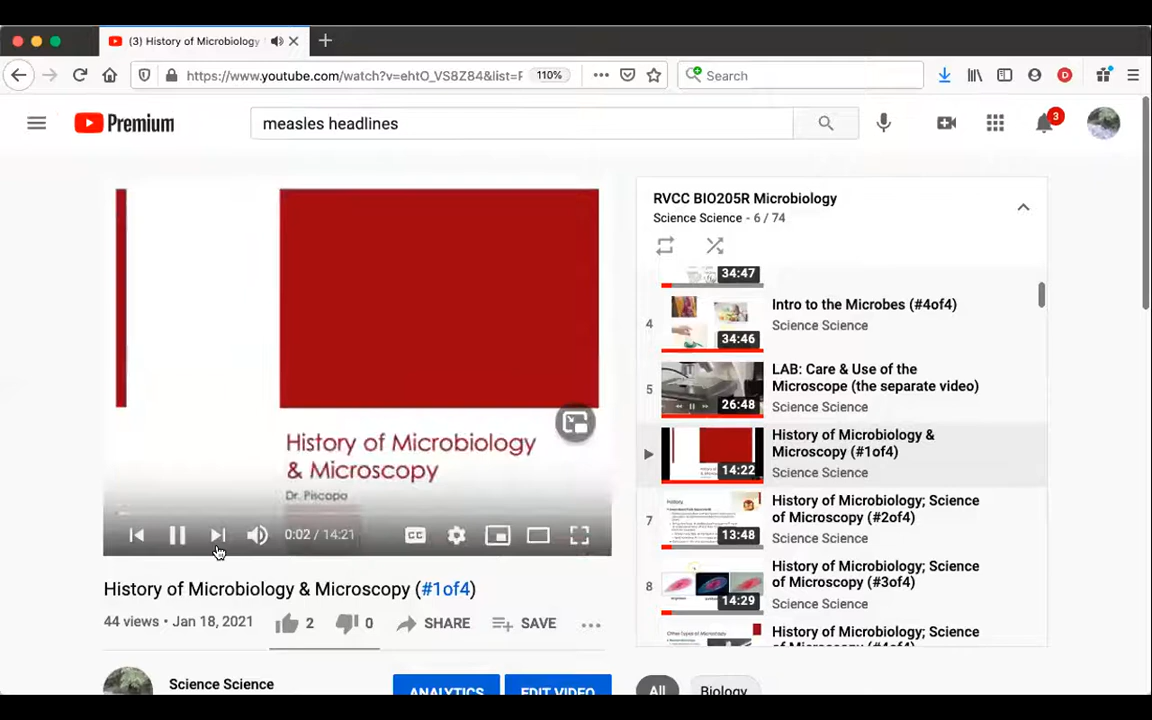 (3) History of Microbiology
https://www.youtube.com/watch?v=ehtO_VS8Z84&list=F
110%
Search
Premium
measles headlines
3
RVCC BIO205R Microbiology
Science Science - 6 / 74
34:47
4
Intro to the Microbes (#4of4)
Science Science
34:46
5
LAB: Care & Use of the
Microscope (the separate video)
Science Science
26:48
History of Microbiology &
Microscopy (#1of4)
Science Science
14:22
7
History of Microbiology; Science
of Microscopy (#2of4)
Science Science
13:48
8
History of Microbiology; Science
of Microscopy (#3of4)
Science Science
14:29
History of Microbiology; Science
of Microscopy (#4of4)
History of Microbiology
& Microscopy
Dr. Piscopo
0:02 / 14:21
CC
History of Microbiology & Microscopy (#1of4)
44 views • Jan 18, 2021
2
0
SHARE
SAVE
Science Science
ANALYTICS
EDIT VIDEO
All
Biology